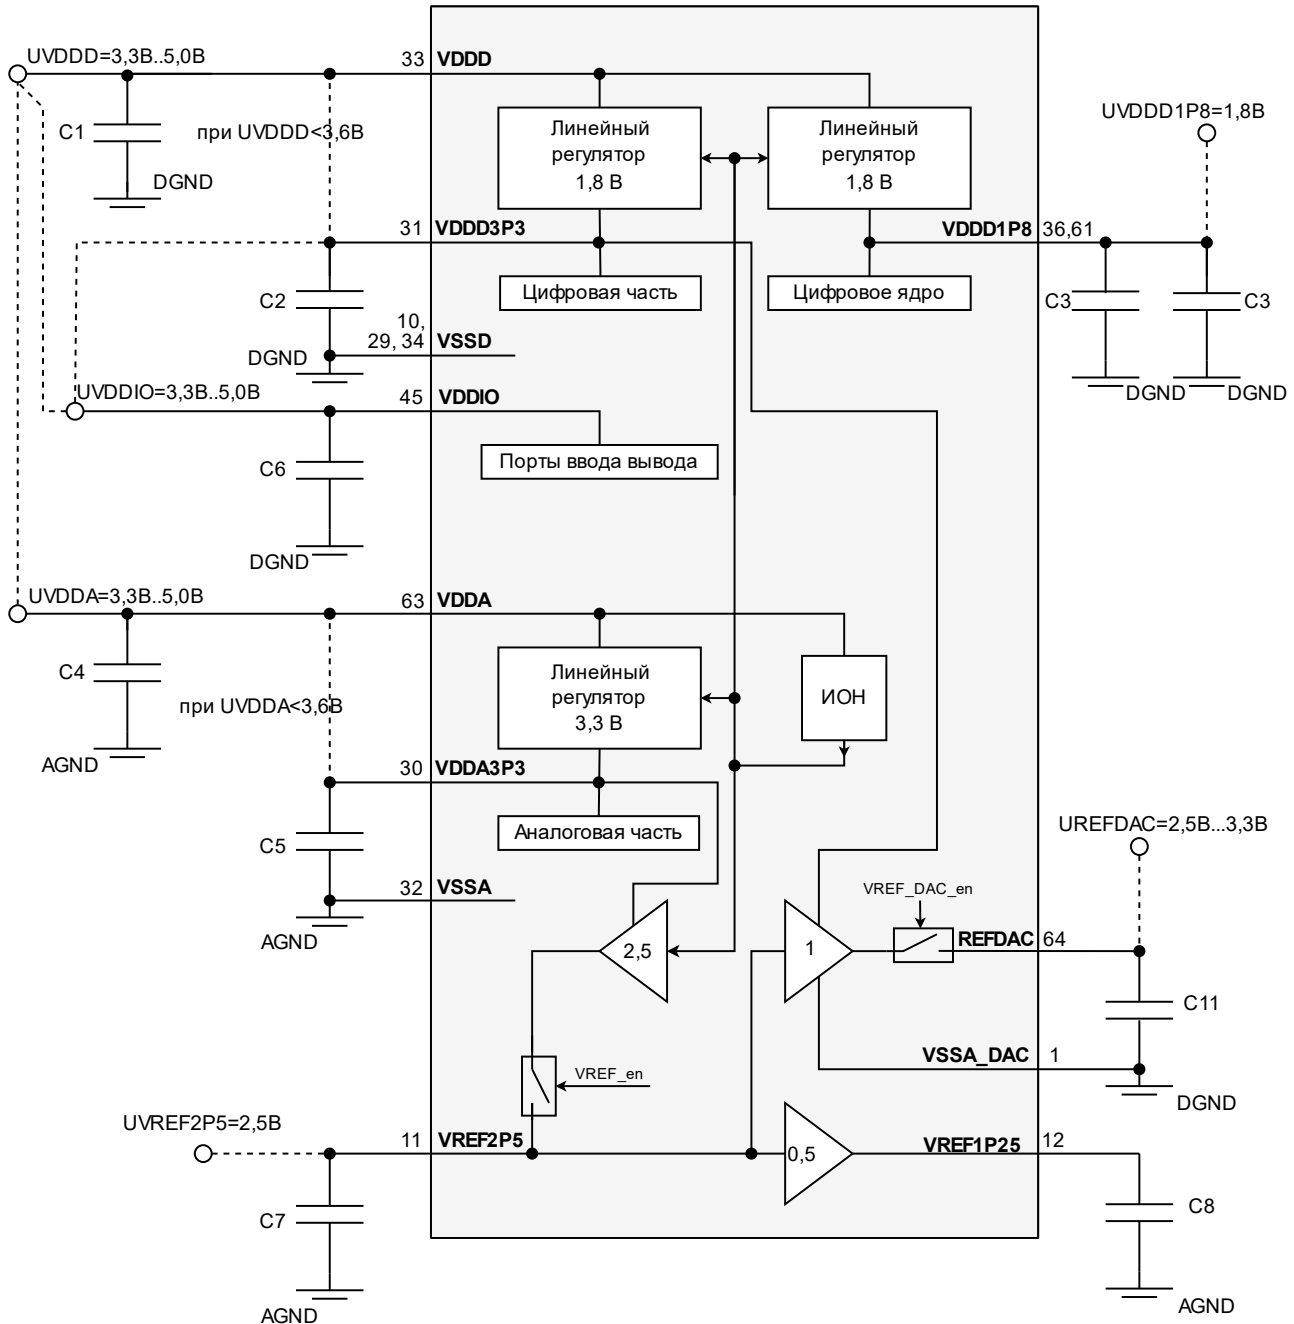 UVDDD=3,3В..5,0В
33 VDDD
C1
при UVDDD<3,6В
DGND
Линейный
регулятор
1,8 В
Линейный
регулятор
1,8 В
UVDDD1P8=1,8В
31 VDDD3P3
VDDD1P8 36,61
C2
Цифровая часть
Цифровое ядро
C3
C3
10,
29, 34 VSSD
DGND
DGND
DGND
UVDDIO=3,3В..5,0В
45 VDDIO
C6
Порты ввода вывода
DGND
UVDDA=3,3В..5,0В
63 VDDA
C4
при UVDDA<3,6В
AGND
Линейный
регулятор
3,3 В
ИОН
30 VDDA3P3
C5
Аналоговая часть
UREFDAC=2,5В...3,3В
32 VSSA
AGND
VREF_DAC_en
2,5
1
REFDAC 64
C11
VSSA_DAC 1
DGND
VREF_en
UVREF2P5=2,5В
11 VREF2P5
0,5
VREF1P25 12
C7
C8
AGND
AGND